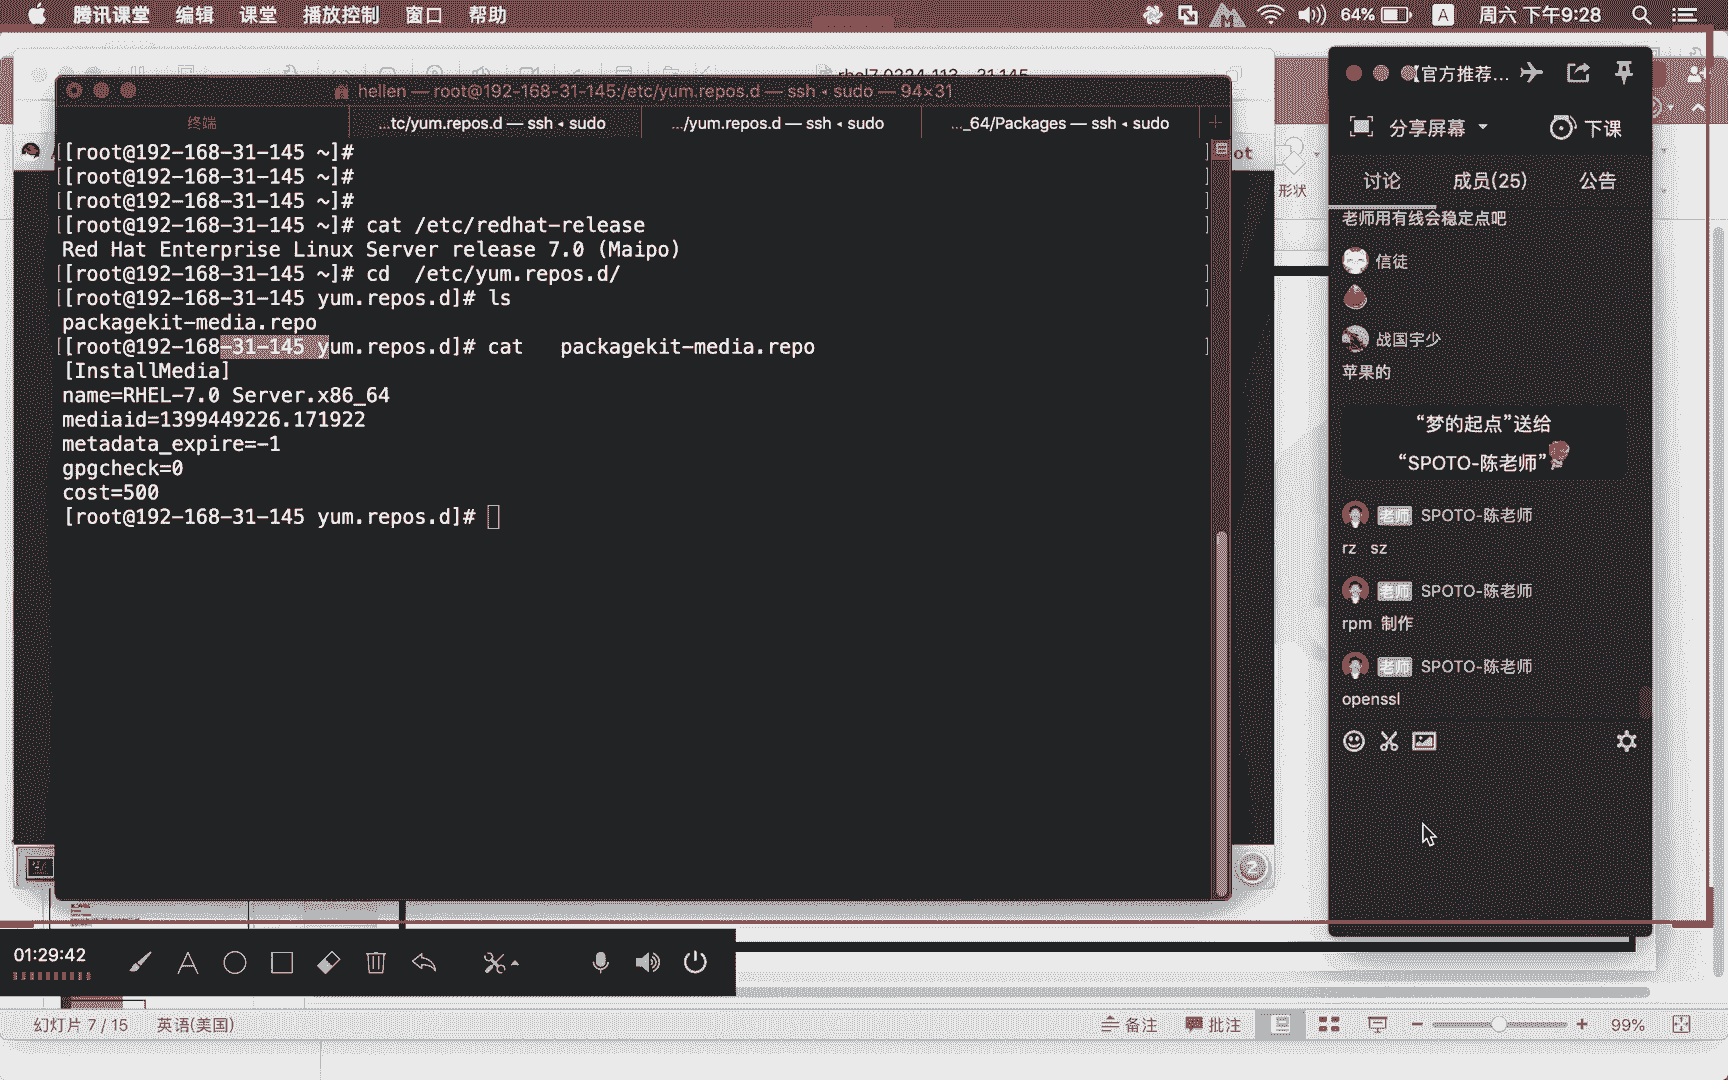 腾讯课堂 编辑 课堂 播放控制 窗口 帮助 64% A 周六 下午9:28
hellen — root@192-168-31-145:/etc/yum.repos.d — ssh ◂ sudo — 94×31
终端 ...tc/yum.repos.d — ssh ◂ sudo .../yum.repos.d — ssh ◂ sudo ..._64/Packages — ssh ◂ sudo
[[root@192-168-31-145 ~]#
[[root@192-168-31-145 ~]#
[[root@192-168-31-145 ~]#
[[root@192-168-31-145 ~]# cat /etc/redhat-release
Red Hat Enterprise Linux Server release 7.0 (Maipo)
[[root@192-168-31-145 ~]# cd  /etc/yum.repos.d/
[[root@192-168-31-145 yum.repos.d]# ls
packagekit-media.repo
[[root@192-168-31-145 yum.repos.d]# cat   packagekit-media.repo
[InstallMedia]
name=RHEL-7.0 Server.x86_64
mediaid=1399449226.171922
metadata_expire=-1
gpgcheck=0
cost=500
[root@192-168-31-145 yum.repos.d]#
ot
形状
【官方推荐...
分享屏幕 下课
讨论 成员(25) 公告
老师用有线会稳定点吧
信徒
战国宇少
苹果的
“梦的起点”送给
“SPOTO-陈老师”
老师 SPOTO-陈老师
rz sz
老师 SPOTO-陈老师
rpm 制作
老师 SPOTO-陈老师
openssl
2
01:29:42
幻灯片 7 / 15 英语(美国) 备注 批注 99%